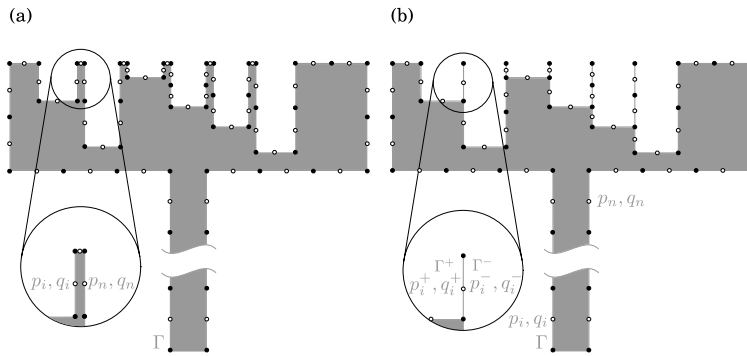 (a)
(b)
p_i, q_i
p_n, q_n
Γ
p_n, q_n
Γ^+
Γ^-
p_i^+, q_i^+
p_i^-, q_i^-
p_i, q_i
Γ